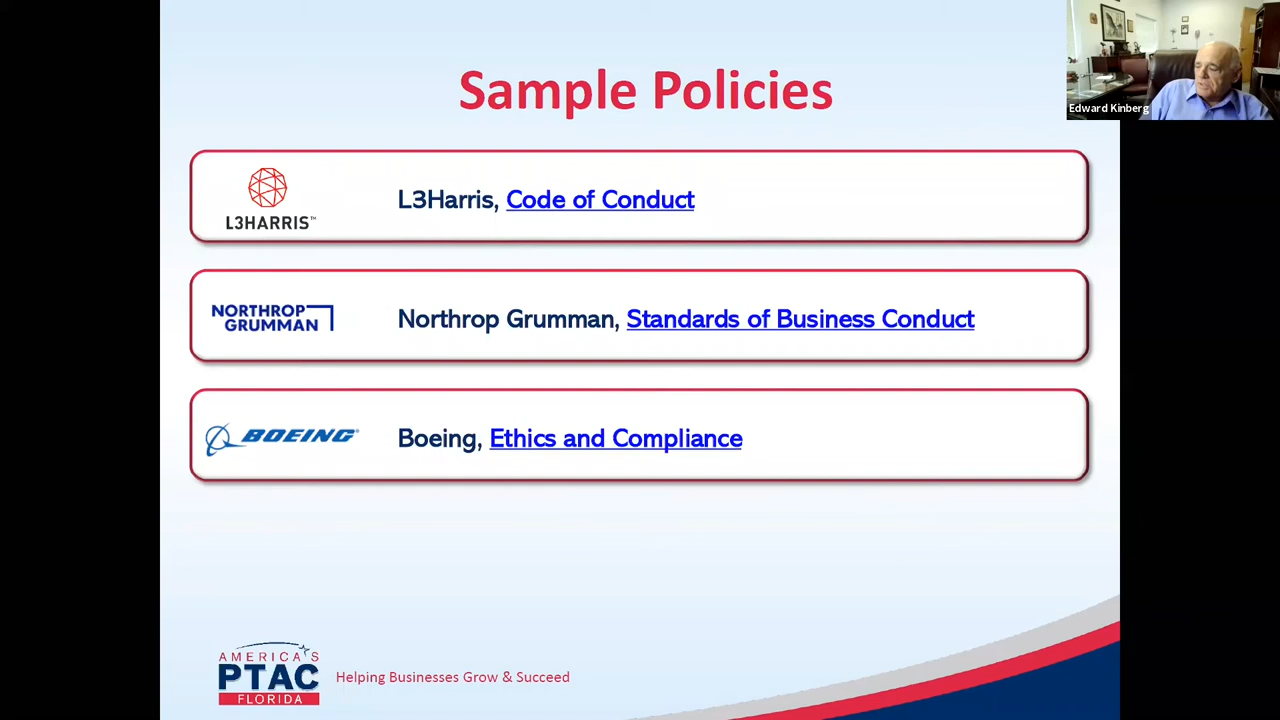 Sample Policies
Edward Kinberg
L3HARRIS™
L3Harris, Code of Conduct
NORTHROP
GRUMMAN
Northrop Grumman, Standards of Business Conduct
BOEING®
Boeing, Ethics and Compliance
AMERICA'S
PTAC
FLORIDA
Helping Businesses Grow & Succeed